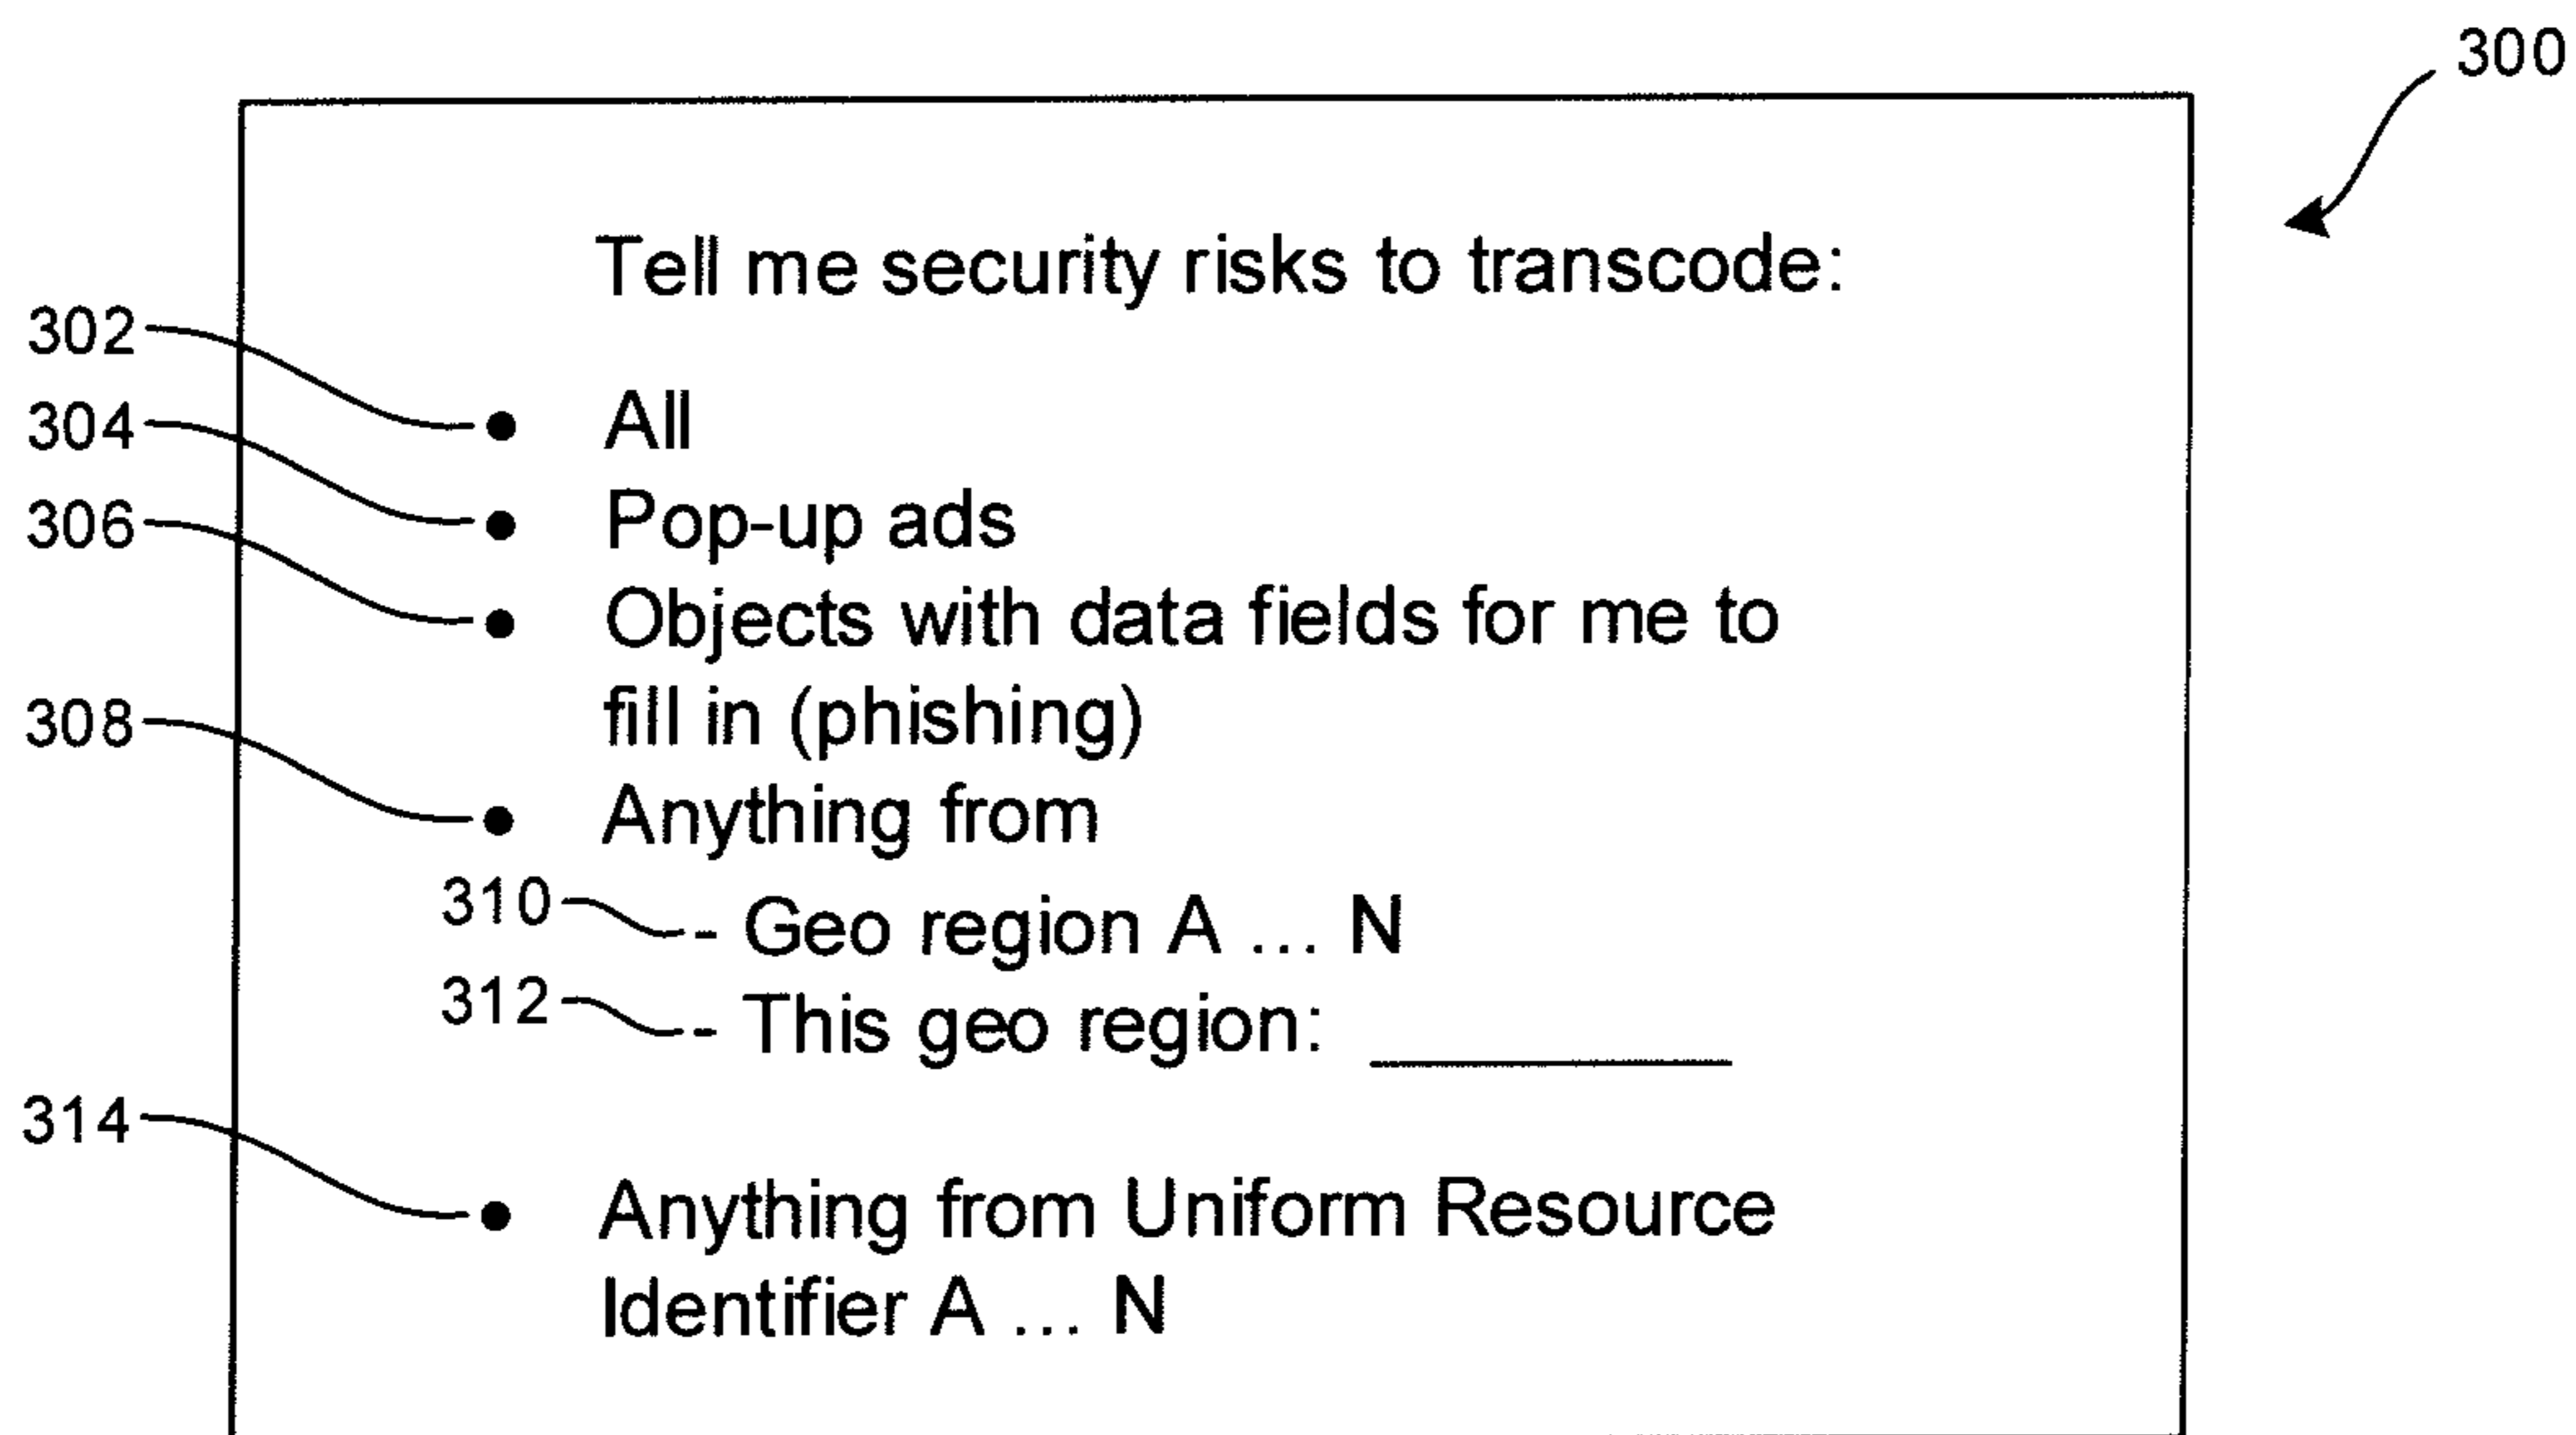 300
Tell me security risks to transcode:
302
• All
304
• Pop-up ads
306
• Objects with data fields for me to
fill in (phishing)
308
• Anything from
310 - Geo region A ... N
312 - This geo region: ________
314
• Anything from Uniform Resource
Identifier A ... N